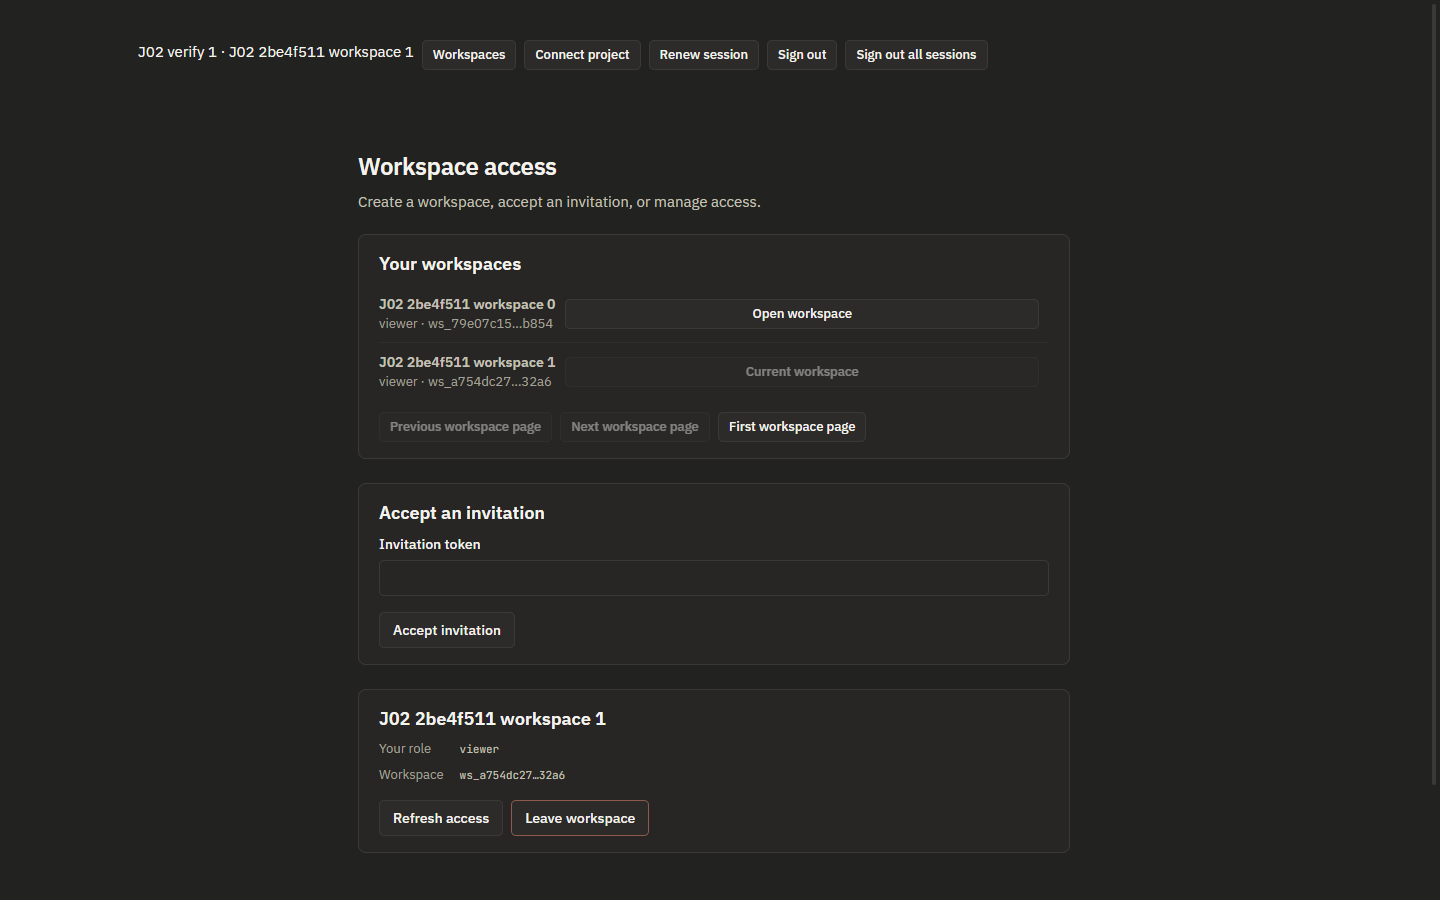 J02 verify 1 · J02 2be4f511 workspace 1 Workspaces Connect project Renew session Sign out Sign out all sessions
Workspace access
Create a workspace, accept an invitation, or manage access.
Your workspaces
J02 2be4f511 workspace 0
viewer · ws_79e07c15…b854
Open workspace
J02 2be4f511 workspace 1
viewer · ws_a754dc27…32a6
Current workspace
Previous workspace page Next workspace page First workspace page
Accept an invitation
Invitation token
Accept invitation
J02 2be4f511 workspace 1
Your role viewer
Workspace ws_a754dc27…32a6
Refresh access Leave workspace